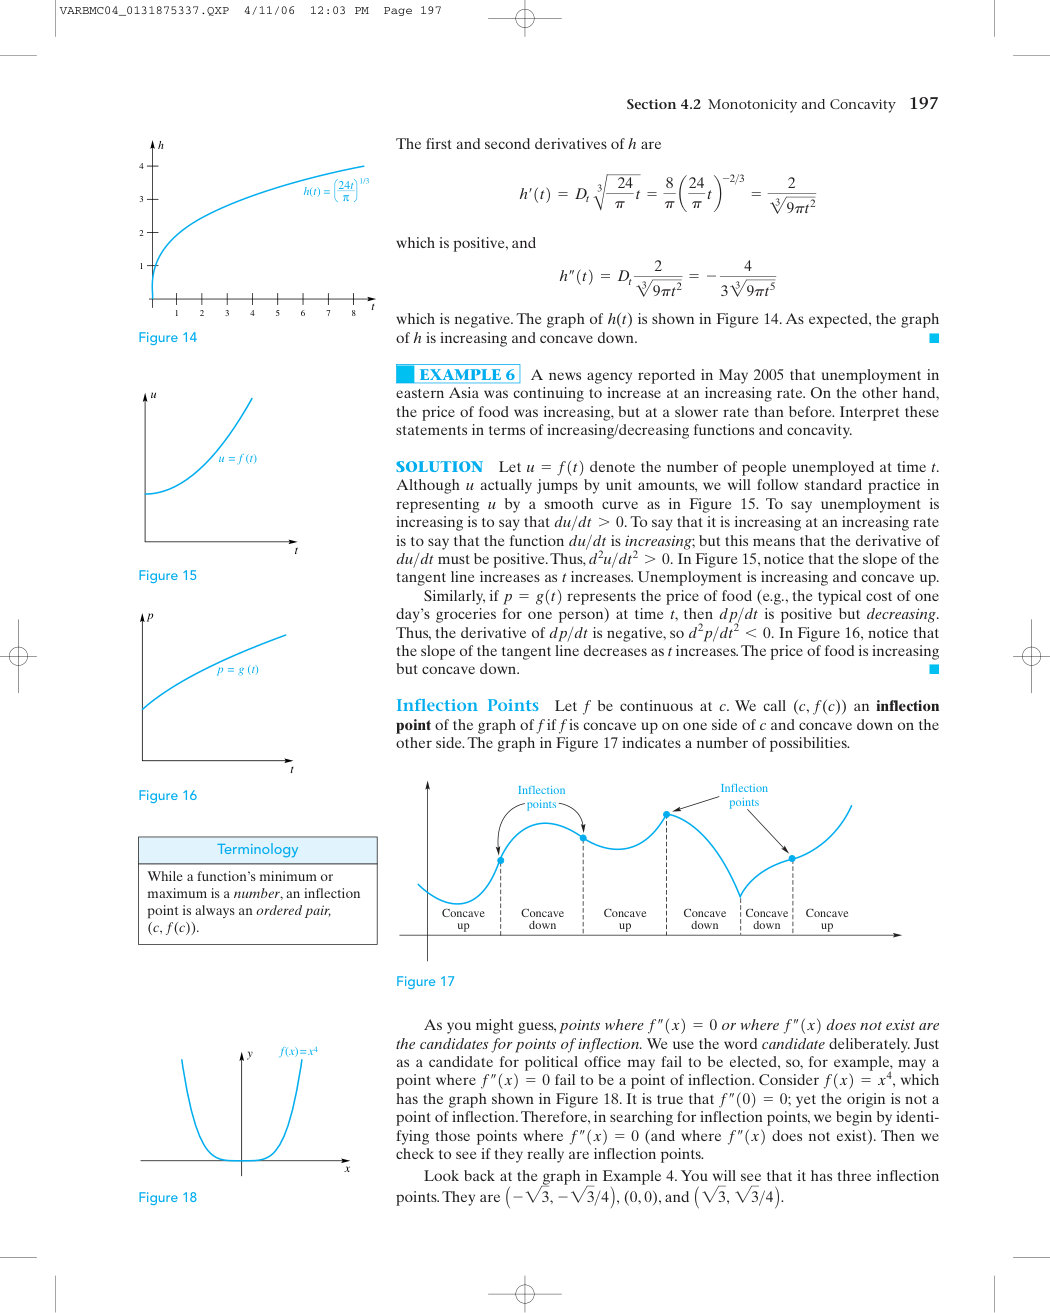 VARBMC04_0131875337.QXP 4/11/06 12:03 PM Page 197
Section 4.2 Monotonicity and Concavity 197
h
4
3
2
1
h(t) = (24t/π)^1/3
1 2 3 4 5 6 7 8 t
Figure 14
u
u = f(t)
t
Figure 15
p
p = g (t)
t
Figure 16
Terminology
While a function's minimum or
maximum is a number, an inflection
point is always an ordered pair,
(c, f(c)).
y
f(x)=x⁴
x
Figure 18
The first and second derivatives of h are
h′(t) = Dₜ ∛(24/π t) = 8/π (24/π t)^−2/3 = 2/∛(9πt²)
which is positive, and
h″(t) = Dₜ 2/∛(9πt²) = − 4/(3∛(9πt⁵))
which is negative. The graph of h(t) is shown in Figure 14. As expected, the graph
of h is increasing and concave down.
EXAMPLE 6 A news agency reported in May 2005 that unemployment in
eastern Asia was continuing to increase at an increasing rate. On the other hand,
the price of food was increasing, but at a slower rate than before. Interpret these
statements in terms of increasing/decreasing functions and concavity.
SOLUTION Let u = f(t) denote the number of people unemployed at time t.
Although u actually jumps by unit amounts, we will follow standard practice in
representing u by a smooth curve as in Figure 15. To say unemployment is
increasing is to say that du/dt > 0. To say that it is increasing at an increasing rate
is to say that the function du/dt is increasing; but this means that the derivative of
du/dt must be positive. Thus, d²u/dt² > 0. In Figure 15, notice that the slope of the
tangent line increases as t increases. Unemployment is increasing and concave up.
Similarly, if p = g(t) represents the price of food (e.g., the typical cost of one
day's groceries for one person) at time t, then dp/dt is positive but decreasing.
Thus, the derivative of dp/dt is negative, so d²p/dt² < 0. In Figure 16, notice that
the slope of the tangent line decreases as t increases. The price of food is increasing
but concave down.
Inflection Points Let f be continuous at c. We call (c, f(c)) an inflection
point of the graph of f if f is concave up on one side of c and concave down on the
other side. The graph in Figure 17 indicates a number of possibilities.
Inflection
points
Inflection
points
Concave up
Concave down
Concave up
Concave down
Concave down
Concave up
Figure 17
As you might guess, points where f″(x) = 0 or where f″(x) does not exist are
the candidates for points of inflection. We use the word candidate deliberately. Just
as a candidate for political office may fail to be elected, so, for example, may a
point where f″(x) = 0 fail to be a point of inflection. Consider f(x) = x⁴, which
has the graph shown in Figure 18. It is true that f″(0) = 0; yet the origin is not a
point of inflection. Therefore, in searching for inflection points, we begin by identi-
fying those points where f″(x) = 0 (and where f″(x) does not exist). Then we
check to see if they really are inflection points.
Look back at the graph in Example 4. You will see that it has three inflection
points. They are (−√3, −√3/4), (0, 0), and (√3, √3/4).